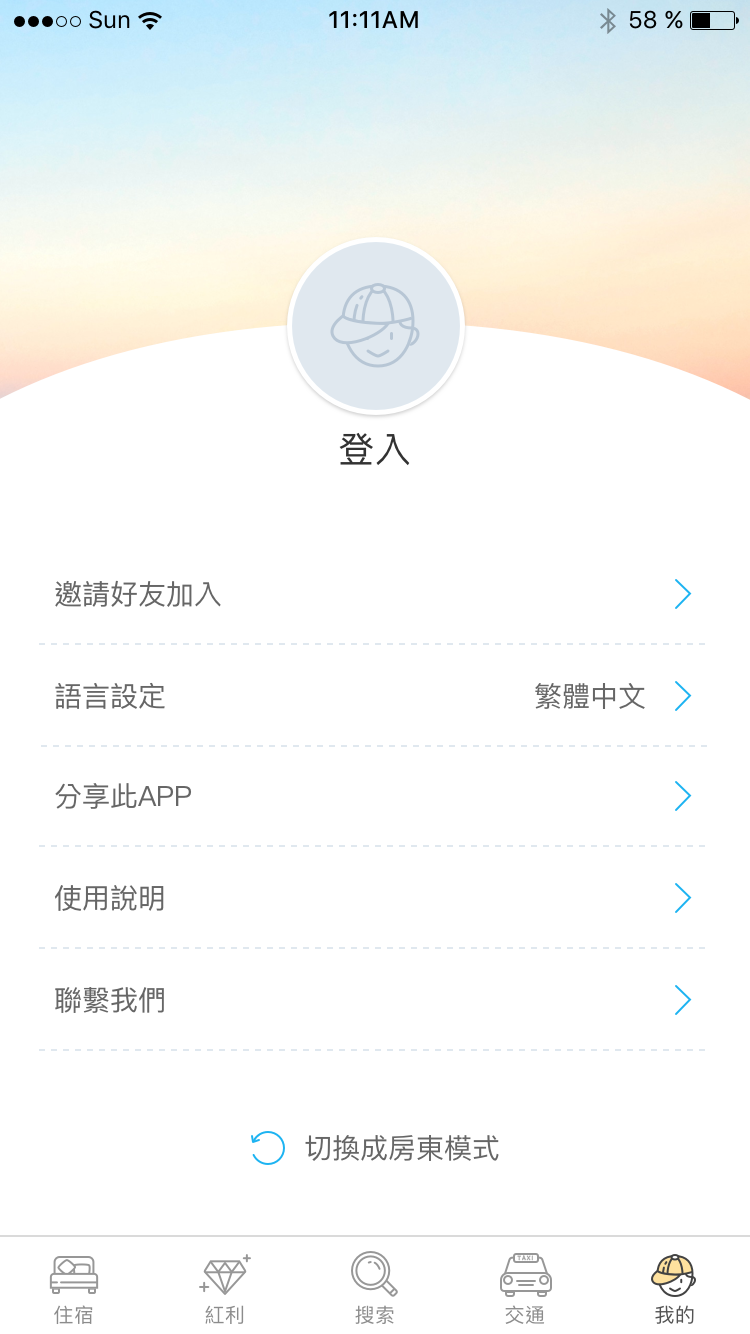 Sun 11:11AM 58 %
登入
邀請好友加入
語言設定 繁體中文
分享此APP
使用說明
聯繫我們
切換成房東模式
TAXI
住宿 紅利 搜索 交通 我的